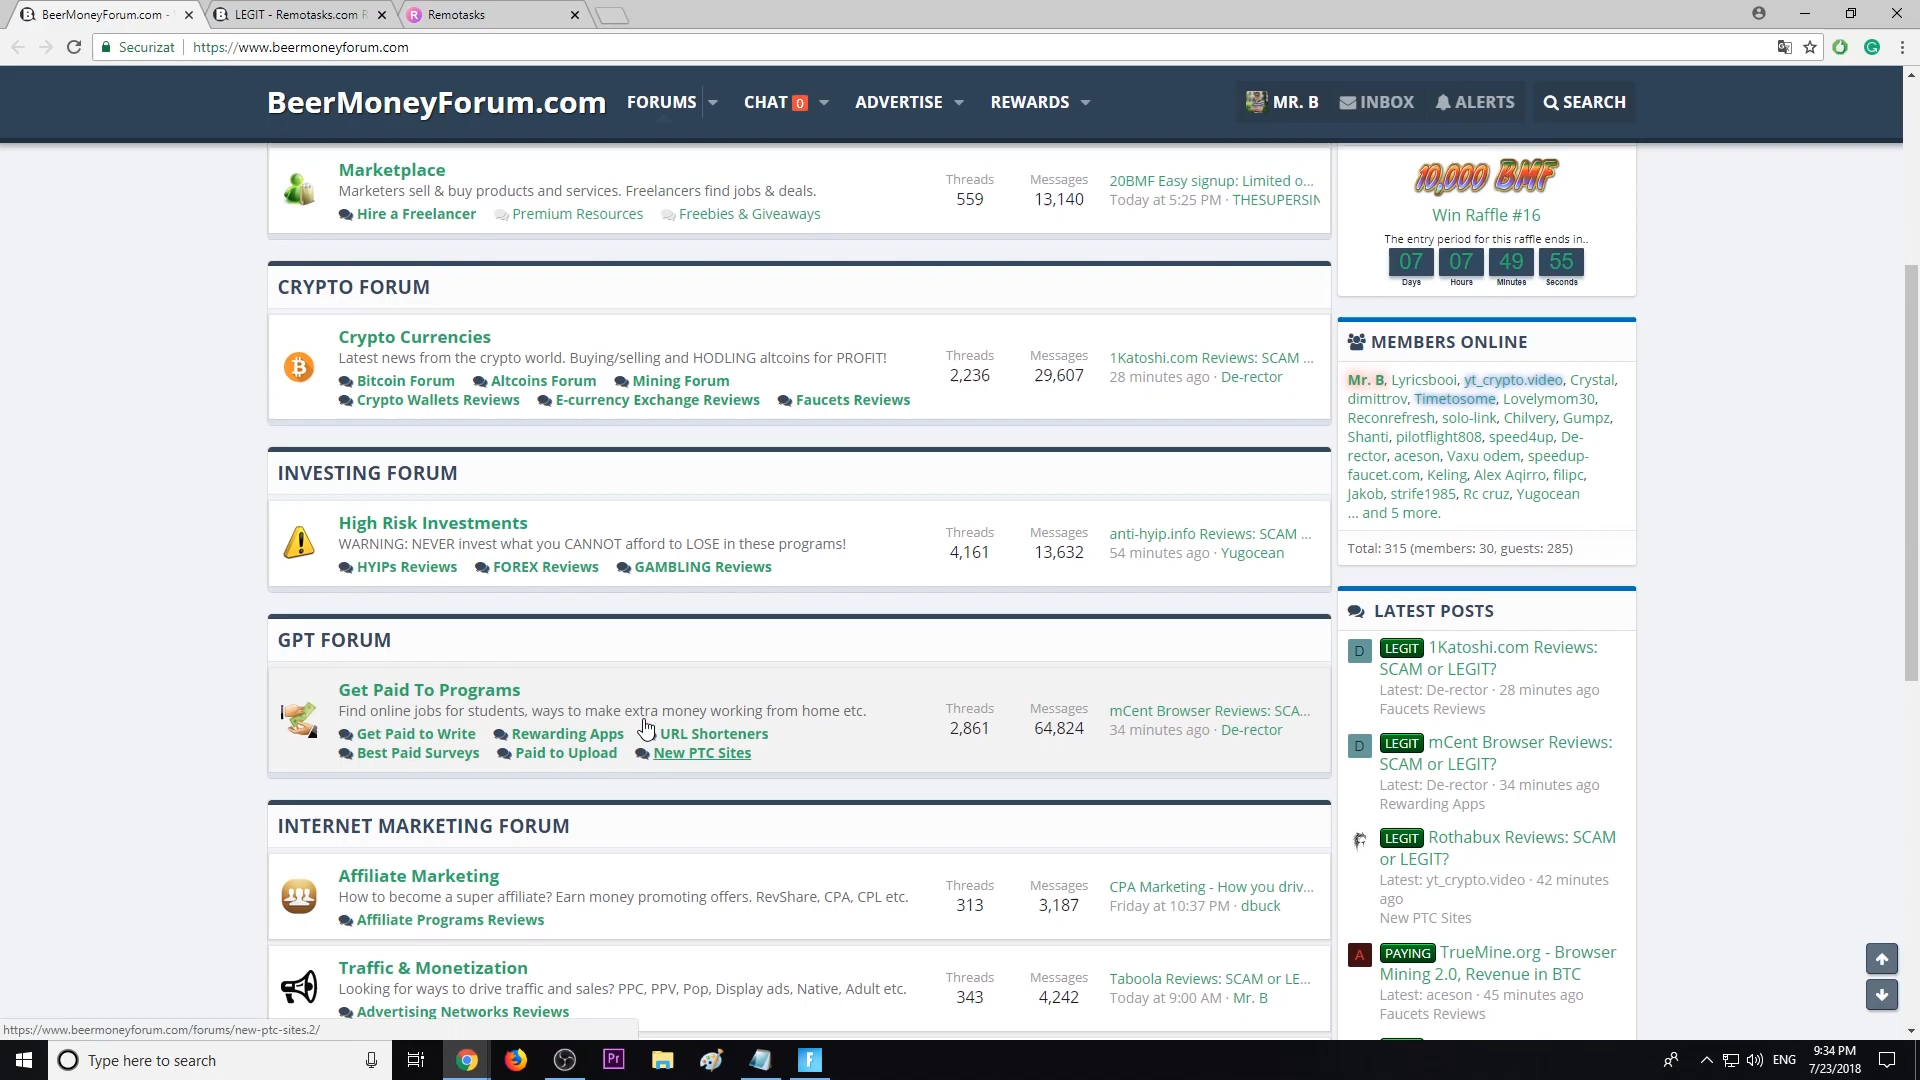 BeerMoneyForum.com -
LEGIT - Remotasks.com R
Remotasks
Securizat
https://www.beermoneyforum.com
BeerMoneyForum.com
FORUMS
CHAT 0
ADVERTISE
REWARDS
MR. B
INBOX
ALERTS
SEARCH
Marketplace
Marketers sell & buy products and services. Freelancers find jobs & deals.
Hire a Freelancer Premium Resources Freebies & Giveaways
Threads
559
Messages
13,140
20BMF Easy signup: Limited o...
Today at 5:25 PM · THESUPERSIN
CRYPTO FORUM
Crypto Currencies
Latest news from the crypto world. Buying/selling and HODLING altcoins for PROFIT!
Bitcoin Forum Altcoins Forum Mining Forum
Crypto Wallets Reviews E-currency Exchange Reviews Faucets Reviews
Threads
2,236
Messages
29,607
1Katoshi.com Reviews: SCAM ...
28 minutes ago · De-rector
INVESTING FORUM
High Risk Investments
WARNING: NEVER invest what you CANNOT afford to LOSE in these programs!
HYIPs Reviews FOREX Reviews GAMBLING Reviews
Threads
4,161
Messages
13,632
anti-hyip.info Reviews: SCAM ...
54 minutes ago · Yugocean
GPT FORUM
Get Paid To Programs
Find online jobs for students, ways to make extra money working from home etc.
Get Paid to Write Rewarding Apps URL Shorteners
Best Paid Surveys Paid to Upload New PTC Sites
Threads
2,861
Messages
64,824
mCent Browser Reviews: SCA...
34 minutes ago · De-rector
INTERNET MARKETING FORUM
Affiliate Marketing
How to become a super affiliate? Earn money promoting offers. RevShare, CPA, CPL etc.
Affiliate Programs Reviews
Threads
313
Messages
3,187
CPA Marketing - How you driv...
Friday at 10:37 PM · dbuck
Traffic & Monetization
Looking for ways to drive traffic and sales? PPC, PPV, Pop, Display ads, Native, Adult etc.
Advertising Networks Reviews
Threads
343
Messages
4,242
Taboola Reviews: SCAM or LE...
Today at 9:00 AM · Mr. B
10,000 BMF
Win Raffle #16
The entry period for this raffle ends in..
07 07 49 55
Days Hours Minutes Seconds
MEMBERS ONLINE
Mr. B, Lyricsbooi, yt_crypto.video, Crystal,
dimittrov, Timetosome, Lovelymom30,
Reconrefresh, solo-link, Chilvery, Gumpz,
Shanti, pilotflight808, speed4up, De-
rector, aceson, Vaxu odem, speedup-
faucet.com, Keling, Alex Aqirro, filipc,
Jakob, strife1985, Rc cruz, Yugocean
... and 5 more.
Total: 315 (members: 30, guests: 285)
LATEST POSTS
D
LEGIT 1Katoshi.com Reviews:
SCAM or LEGIT?
Latest: De-rector · 28 minutes ago
Faucets Reviews
D
LEGIT mCent Browser Reviews:
SCAM or LEGIT?
Latest: De-rector · 34 minutes ago
Rewarding Apps
LEGIT Rothabux Reviews: SCAM
or LEGIT?
Latest: yt_crypto.video · 42 minutes
ago
New PTC Sites
A
PAYING TrueMine.org - Browser
Mining 2.0, Revenue in BTC
Latest: aceson · 45 minutes ago
Faucets Reviews
https://www.beermoneyforum.com/forums/new-ptc-sites.2/
Type here to search
Pr
ENG
9:34 PM
7/23/2018